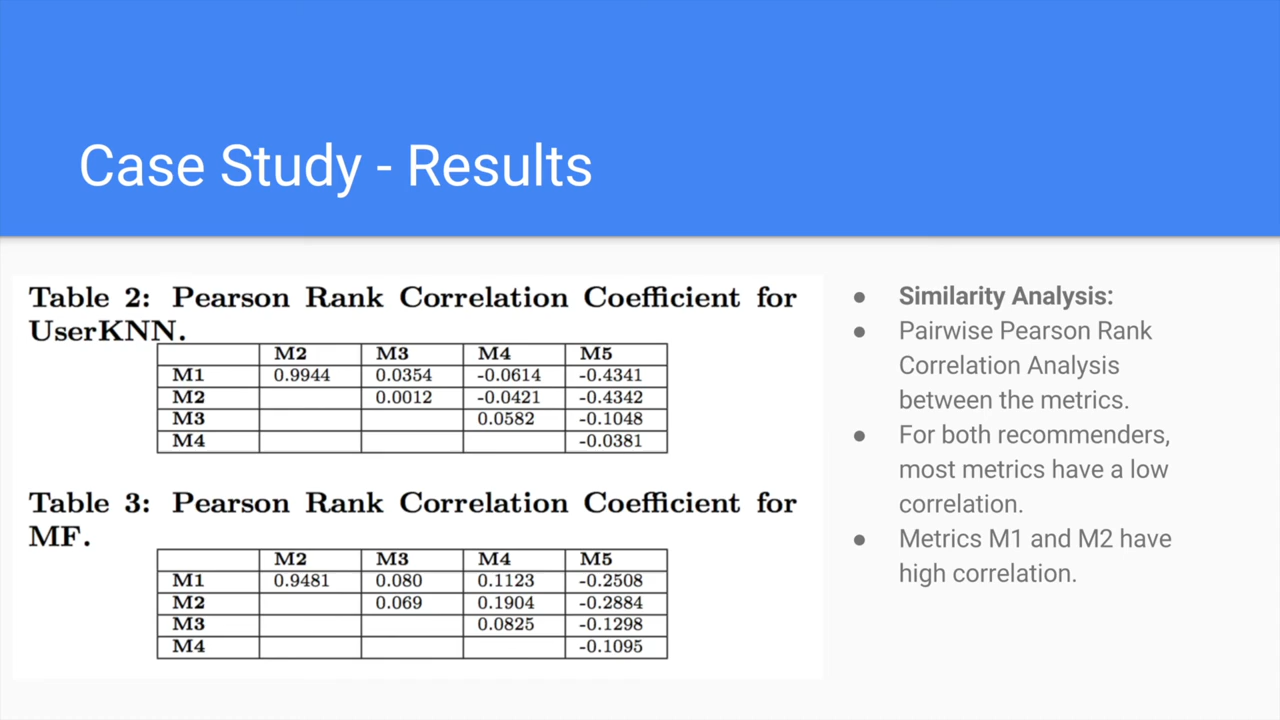 Case Study - Results
Table 2: Pearson Rank Correlation Coefficient for
UserKNN.
M2 M3 M4 M5
M1 0.9944 0.0354 -0.0614 -0.4341
M2 0.0012 -0.0421 -0.4342
M3 0.0582 -0.1048
M4 -0.0381
Table 3: Pearson Rank Correlation Coefficient for
MF.
M2 M3 M4 M5
M1 0.9481 0.080 0.1123 -0.2508
M2 0.069 0.1904 -0.2884
M3 0.0825 -0.1298
M4 -0.1095
● Similarity Analysis:
● Pairwise Pearson Rank
Correlation Analysis
between the metrics.
● For both recommenders,
most metrics have a low
correlation.
● Metrics M1 and M2 have
high correlation.